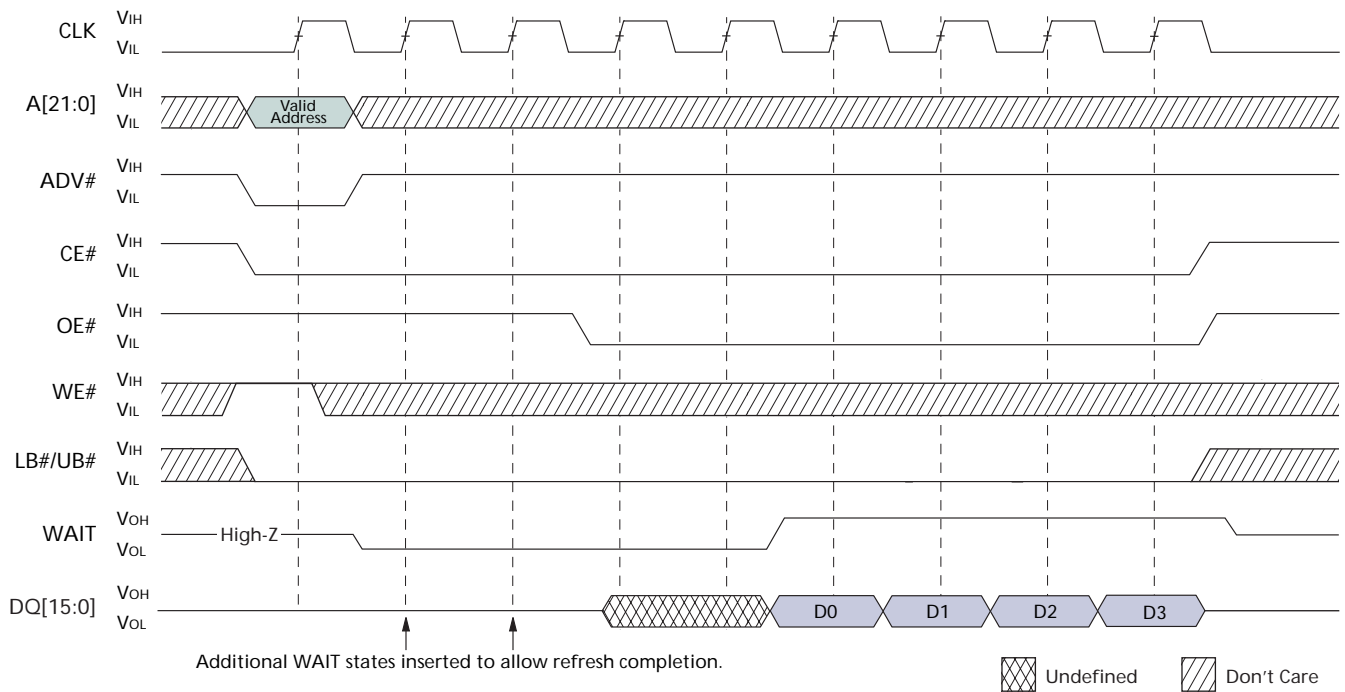 CLK VIH
VIL
A[21:0] VIH
VIL
Valid
Address
ADV# VIH
VIL
CE# VIH
VIL
OE# VIH
VIL
WE# VIH
VIL
LB#/UB# VIH
VIL
WAIT VOH
VOL
High-Z
DQ[15:0] VOH
VOL
D0 D1 D2 D3
Additional WAIT states inserted to allow refresh completion.
Undefined Don't Care